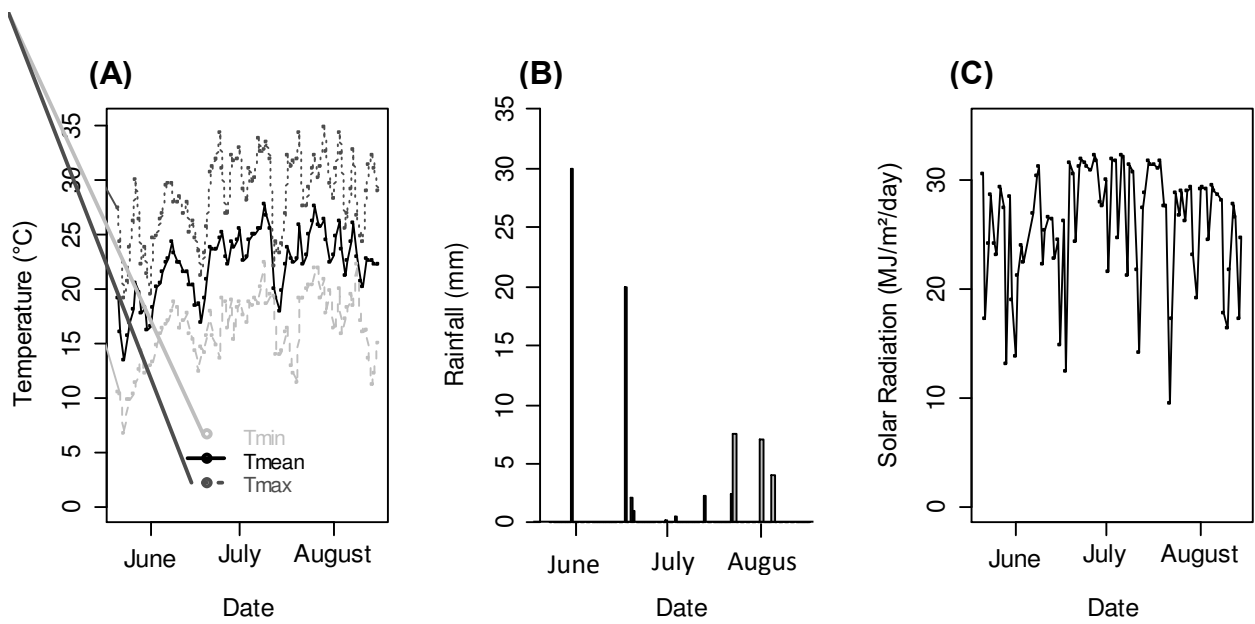 (A)
Temperature (°C)
0
5
10
15
20
25
30
35
Tmin
Tmean
Tmax
June
July
August
Date
(B)
Rainfall (mm)
0
5
10
15
20
25
30
35
June
July
Augus
Date
(C)
Solar Radiation (MJ/m²/day)
0
10
20
30
June
July
August
Date